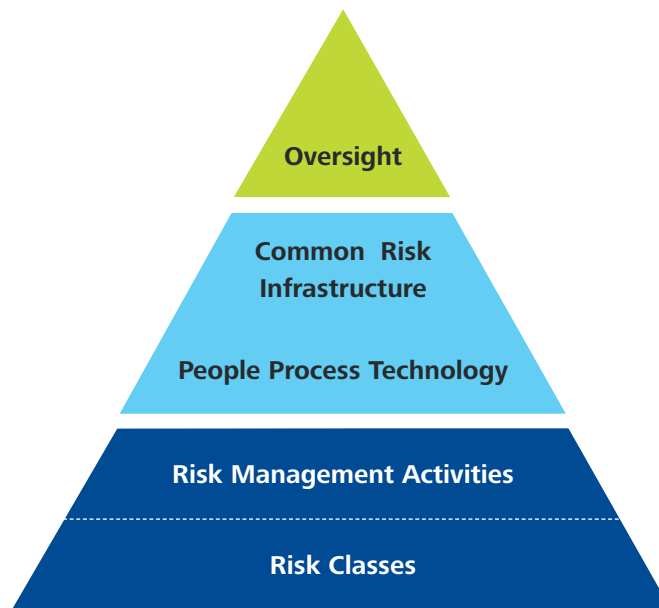 Oversight
Common Risk
Infrastructure
People Process Technology
Risk Management Activities
Risk Classes